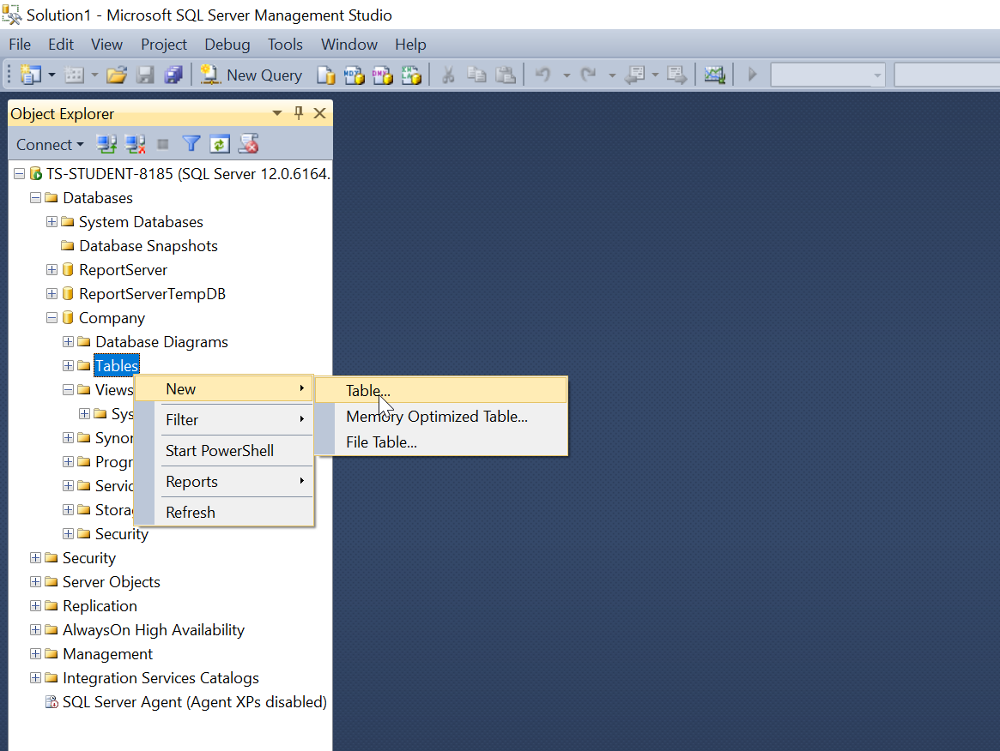 Solution1 - Microsoft SQL Server Management Studio
File Edit View Project Debug Tools Window Help
New Query
Object Explorer
Connect
TS-STUDENT-8185 (SQL Server 12.0.6164.
Databases
System Databases
Database Snapshots
ReportServer
ReportServerTempDB
Company
Database Diagrams
Tables
Views
Sys
Synor
Progr
Servic
Stora
Security
Security
Server Objects
Replication
AlwaysOn High Availability
Management
Integration Services Catalogs
SQL Server Agent (Agent XPs disabled)
New
Filter
Start PowerShell
Reports
Refresh
Table...
Memory Optimized Table...
File Table...